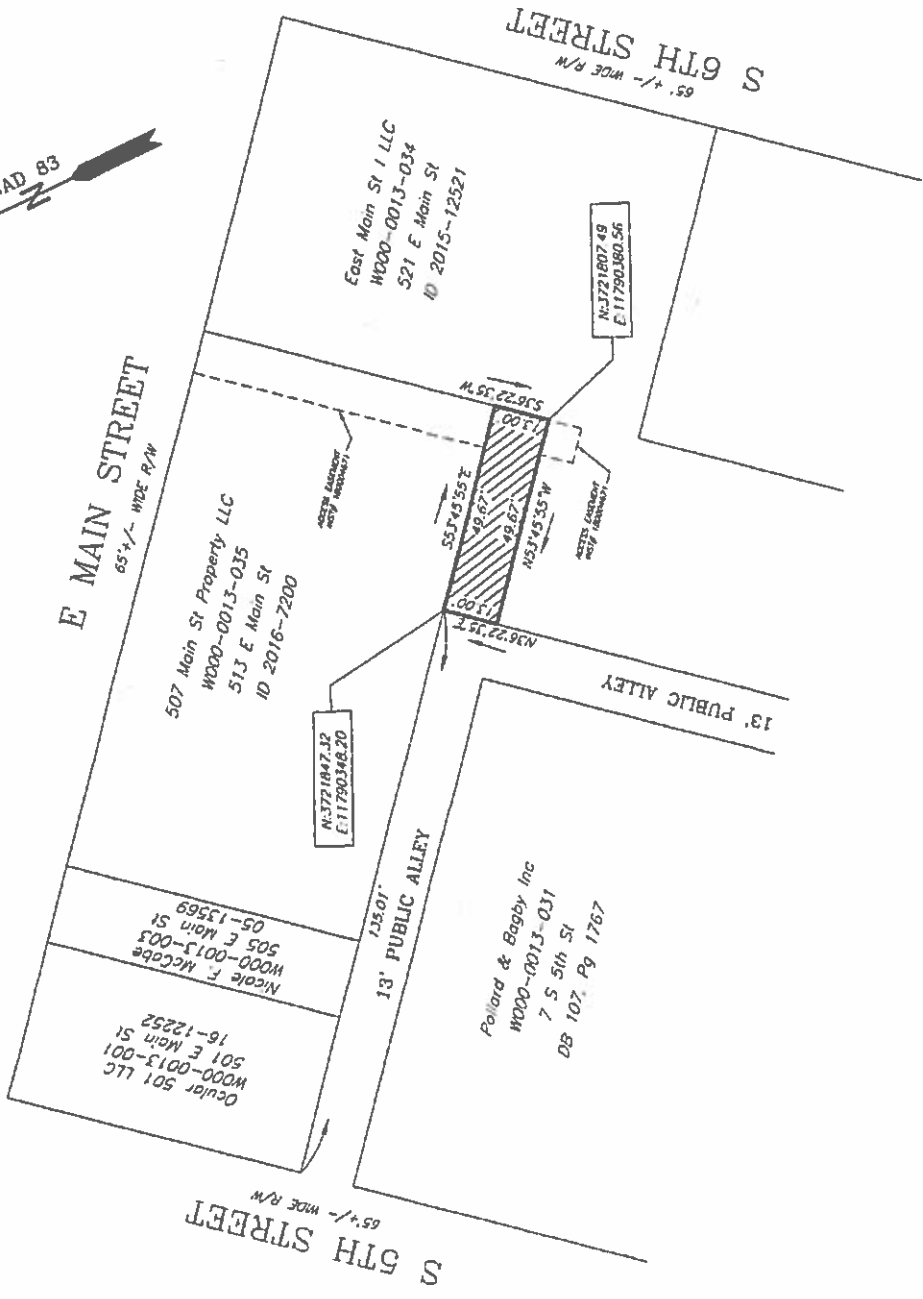 S 6TH STREET
65' +/- WIDE R/W
AD 83
N
East Main St I LLC
W000-0013-034
521 E Main St
ID 2015-12521
N:3721807.49
E:11790380.56
E MAIN STREET
65'+/- WIDE R/W
507 Main St Property LLC
W000-0013-035
513 E Main St
ID 2016-7200
ACCESS EASEMENT
S36°22'35"W
13.00'
S53°45'55"E
49.67'
49.67'
N53°45'55"W
13.00'
N36°22'35"E
ACCESS EASEMENT
N:3721847.32
E:11790348.20
13' PUBLIC ALLEY
135.01'
13' PUBLIC ALLEY
Nicole F. McCabe
W000-0013-003
505 E Main St
05-13569
Ocular 501 LLC
W000-0013-001
501 E Main St
16-12252
Pollard & Bagby Inc
W000-0013-031
7 S 5th St
DB 107, Pg 1767
S 5TH STREET
65'+/- WIDE R/W